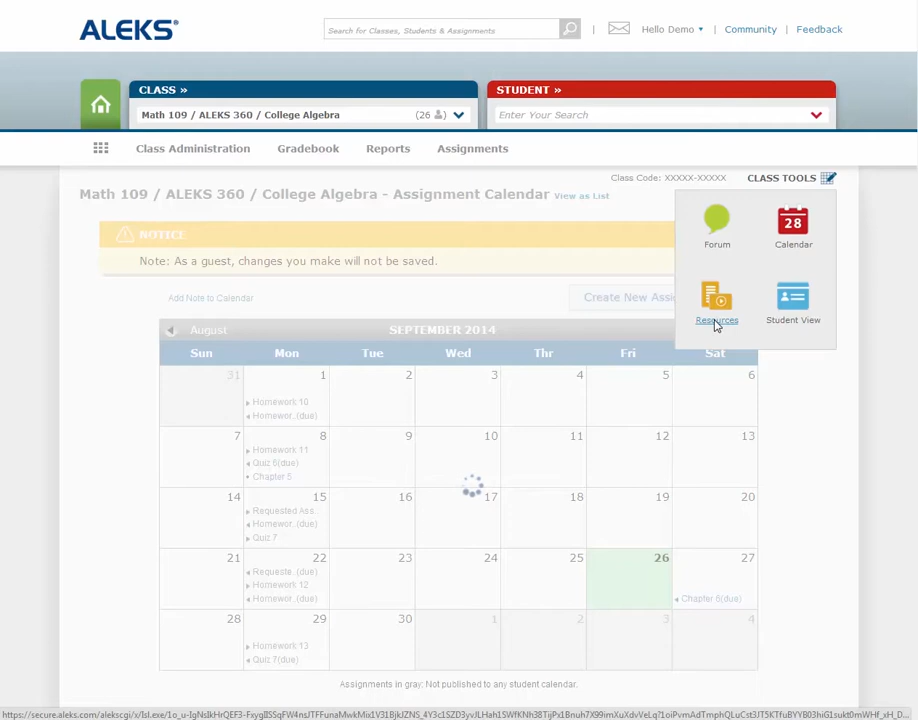 ALEKS®
Search for Classes, Students & Assignments
Hello Demo
Community
Feedback
CLASS »
STUDENT »
Math 109 / ALEKS 360 / College Algebra (26)
Enter Your Search
Class Administration
Gradebook
Reports
Assignments
Class Code: XXXXX-XXXXX
CLASS TOOLS
Math 109 / ALEKS 360 / College Algebra - Assignment Calendar View as List
Forum
28
Calendar
Resources
Student View
NOTICE
Note: As a guest, changes you make will not be saved.
Add Note to Calendar
Create New Assi
August
SEPTEMBER 2014
Sun Mon Tue Wed Thr Fri Sat
31 1 2 3 4 5 6
Homework 10
Homewor..(due)
7 8 9 10 11 12 13
Homework 11
Quiz 6(due)
Chapter 5
14 15 16 17 18 19 20
Requested Ass..
Homewor..(due)
Quiz 7
21 22 23 24 25 26 27
Requeste..(due)
Homework 12
Homewor..(due)
Chapter 6(due)
28 29 30 1 2 3 4
Homework 13
Quiz 7(due)
Assignments in gray: Not published to any student calendar.